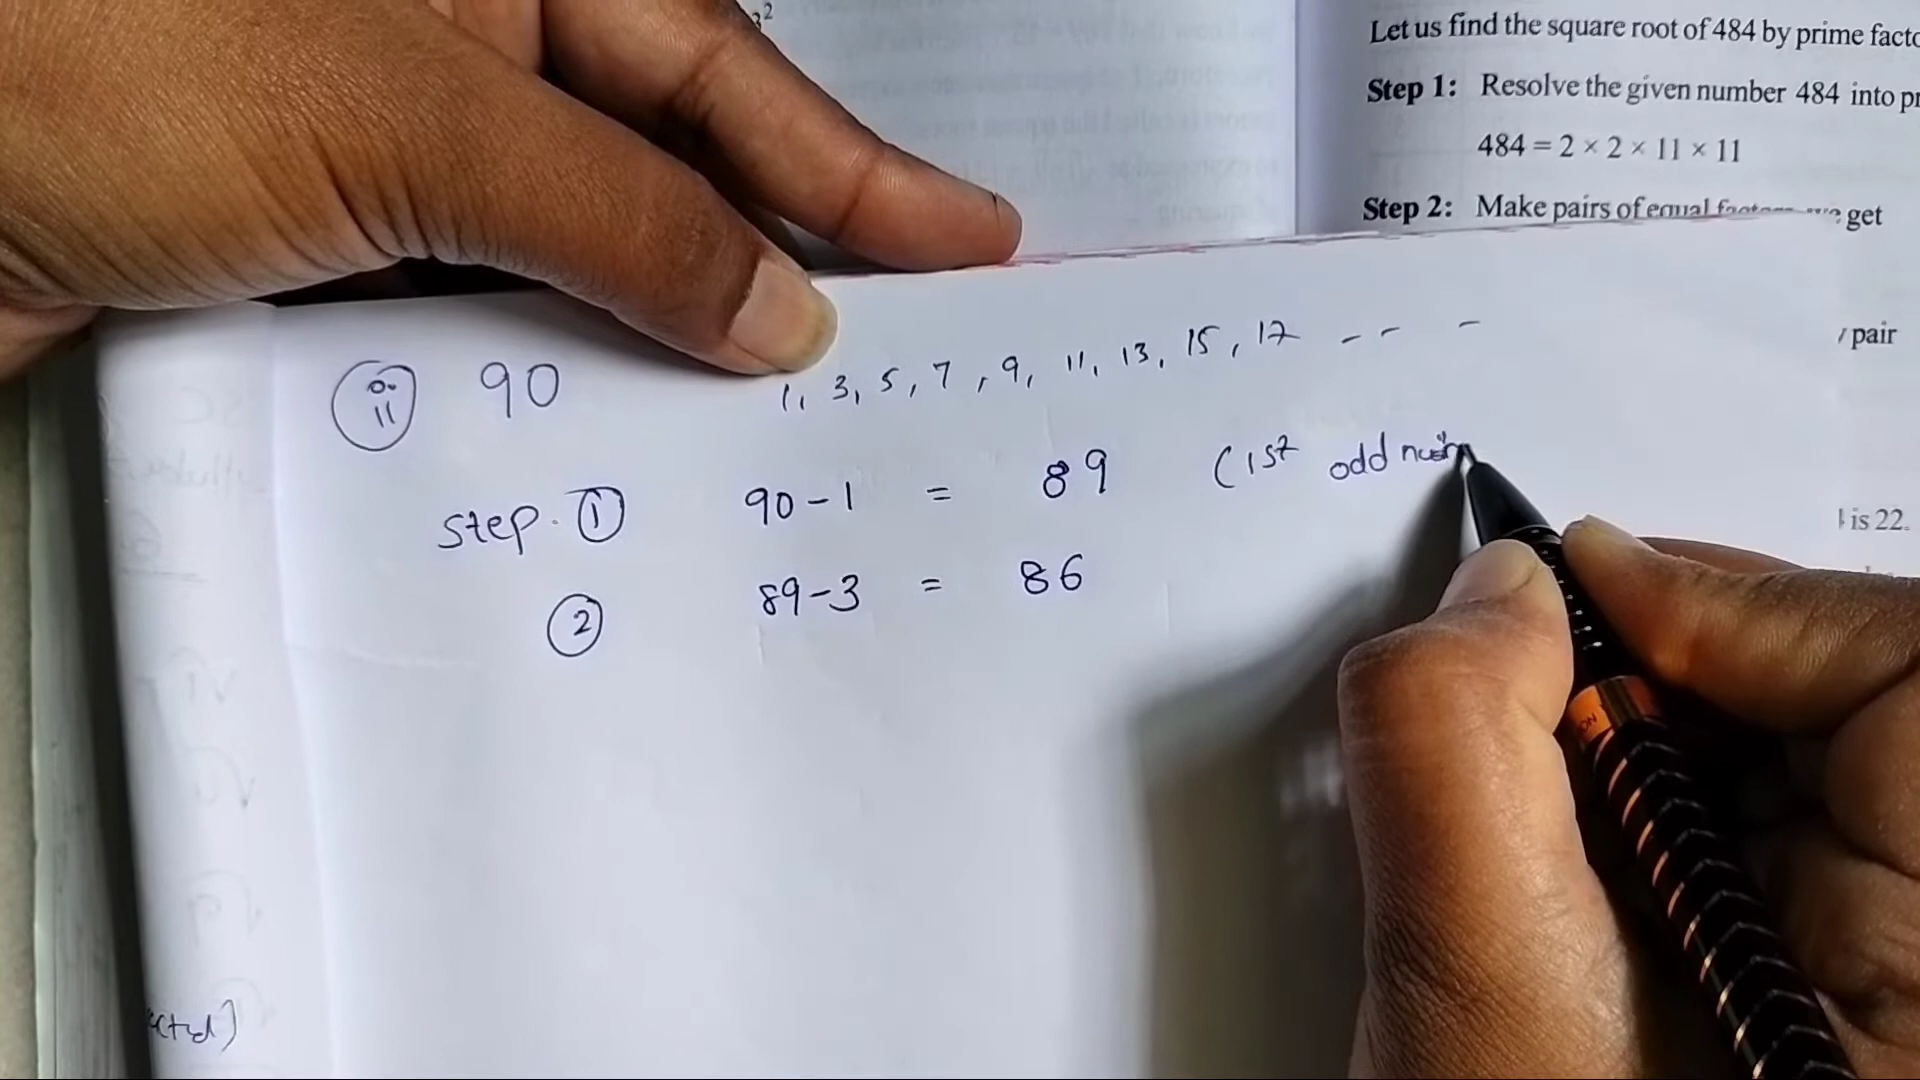 3²
Let us find the square root of 484 by prime facto
Step 1: Resolve the given number 484 into pr
484 = 2 × 2 × 11 × 11
Step 2: Make pairs of equal get
pair
is 22.
ii 90 1, 3, 5, 7, 9, 11, 13, 15, 17 - - -
step. 1 90-1 = 89 (1st odd num
2 89-3 = 86
cted)